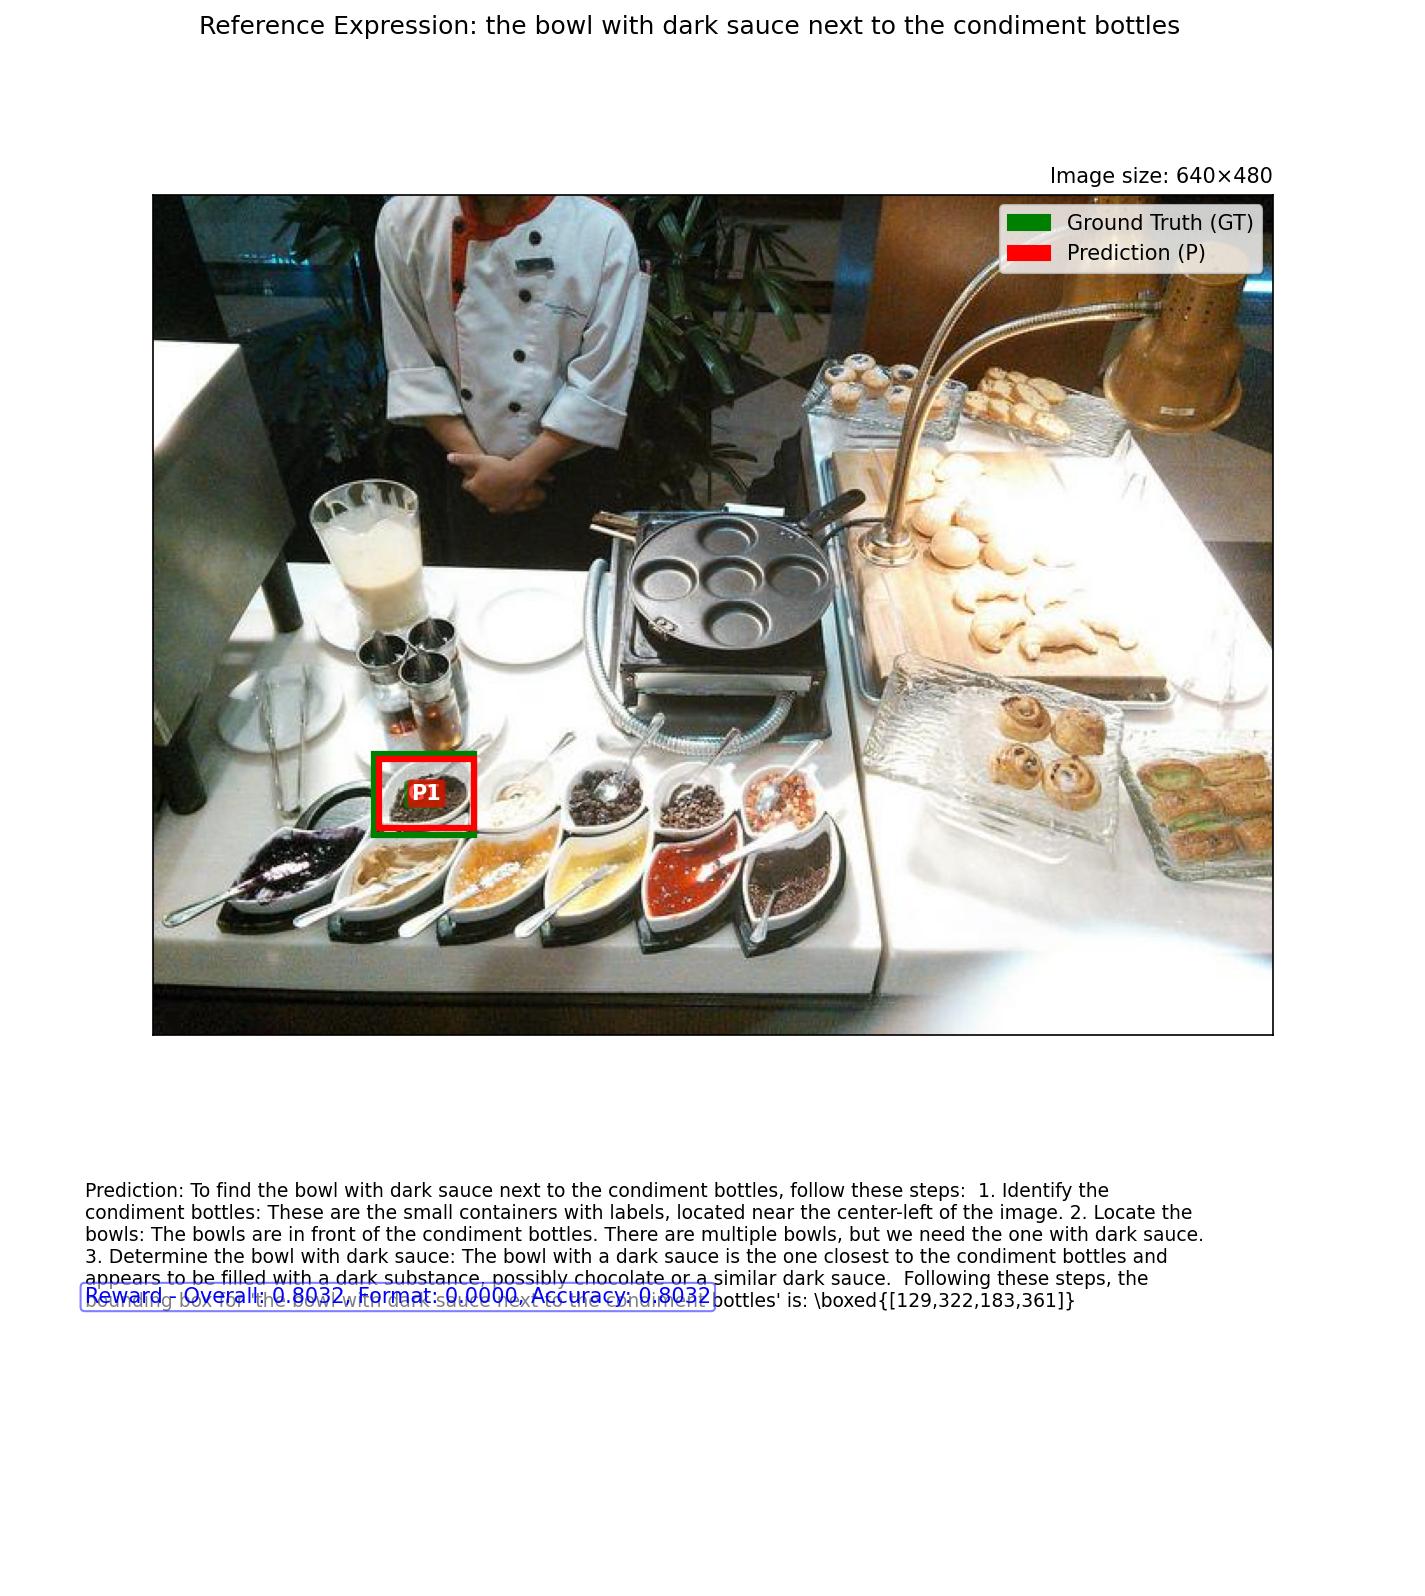 Reference Expression: the bowl with dark sauce next to the condiment bottles
Image size: 640×480
Ground Truth (GT)
Prediction (P)
P1
Prediction: To find the bowl with dark sauce next to the condiment bottles, follow these steps:  1. Identify the
condiment bottles: These are the small containers with labels, located near the center-left of the image. 2. Locate the
bowls: The bowls are in front of the condiment bottles. There are multiple bowls, but we need the one with dark sauce.
3. Determine the bowl with dark sauce: The bowl with a dark sauce is the one closest to the condiment bottles and
appears to be filled with a dark substance, possibly chocolate or a similar dark sauce.  Following these steps, the
Reward - Overall: 0.8032, Format: 0.0000, Accuracy: 0.8032
bounding box for 'the bowl with dark sauce next to the condiment bottles' is: \boxed{[129,322,183,361]}